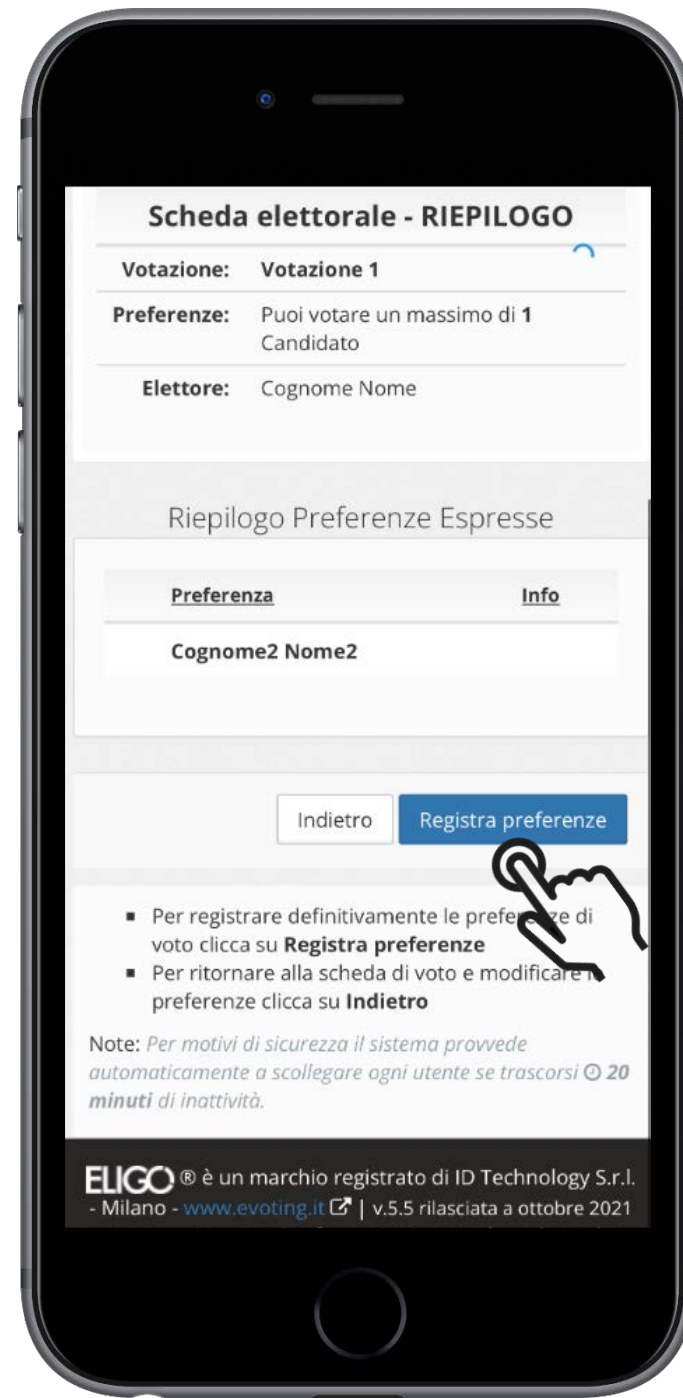 Scheda elettorale - RIEPILOGO
Votazione: Votazione 1
Preferenze: Puoi votare un massimo di 1
Candidato
Elettore: Cognome Nome
Riepilogo Preferenze Espresse
Preferenza Info
Cognome2 Nome2
Indietro Registra preferenze
▪ Per registrare definitivamente le preferenze di
voto clicca su Registra preferenze
▪ Per ritornare alla scheda di voto e modificare
preferenze clicca su Indietro
Note: Per motivi di sicurezza il sistema provvede
automaticamente a scollegare ogni utente se trascorsi 20
minuti di inattività.
ELIGO ® è un marchio registrato di ID Technology S.r.l.
- Milano - www.evoting.it | v.5.5 rilasciata a ottobre 2021